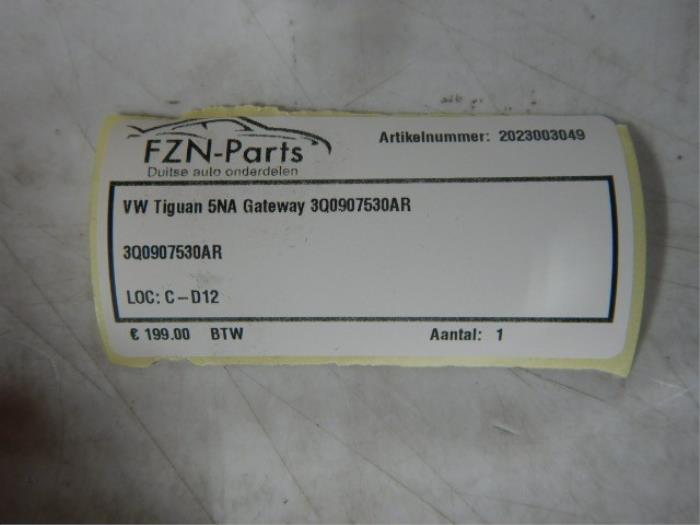 FZN-Parts
Duitse auto onderdelen
Artikelnummer: 2023003049
VW Tiguan 5NA Gateway 3Q0907530AR
3Q0907530AR
LOC: C-D12
€ 199.00 BTW
Aantal: 1